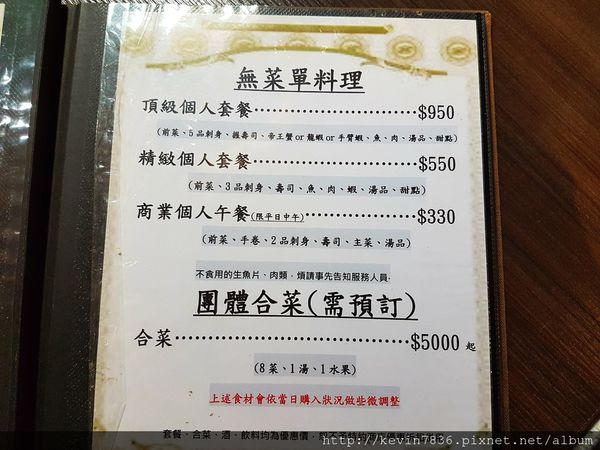 無菜單料理
頂級個人套餐⋯⋯⋯⋯⋯⋯⋯⋯$950
(前菜、5品刺身、握壽司、帝王蟹or龍蝦or手臂蝦、魚、肉、湯品、甜點)
精緻個人套餐⋯⋯⋯⋯⋯⋯⋯⋯$550
(前菜、3品刺身、壽司、魚、肉、蝦、湯品、甜點)
商業個人午餐(限平日中午)⋯⋯⋯⋯⋯$330
(前菜、手卷、2品刺身、壽司、主菜、湯品)
不食用的生魚片、肉類，煩請事先告知服務人員.
團體合菜(需預訂)
合菜⋯⋯⋯⋯⋯⋯⋯⋯⋯⋯⋯$5000起
(8菜、1湯、1水果)
上述食材會依當日購入狀況做些微調整
套餐、合菜、酒、飲料均為優惠價，
http://kevin7836.pixnet.net/album